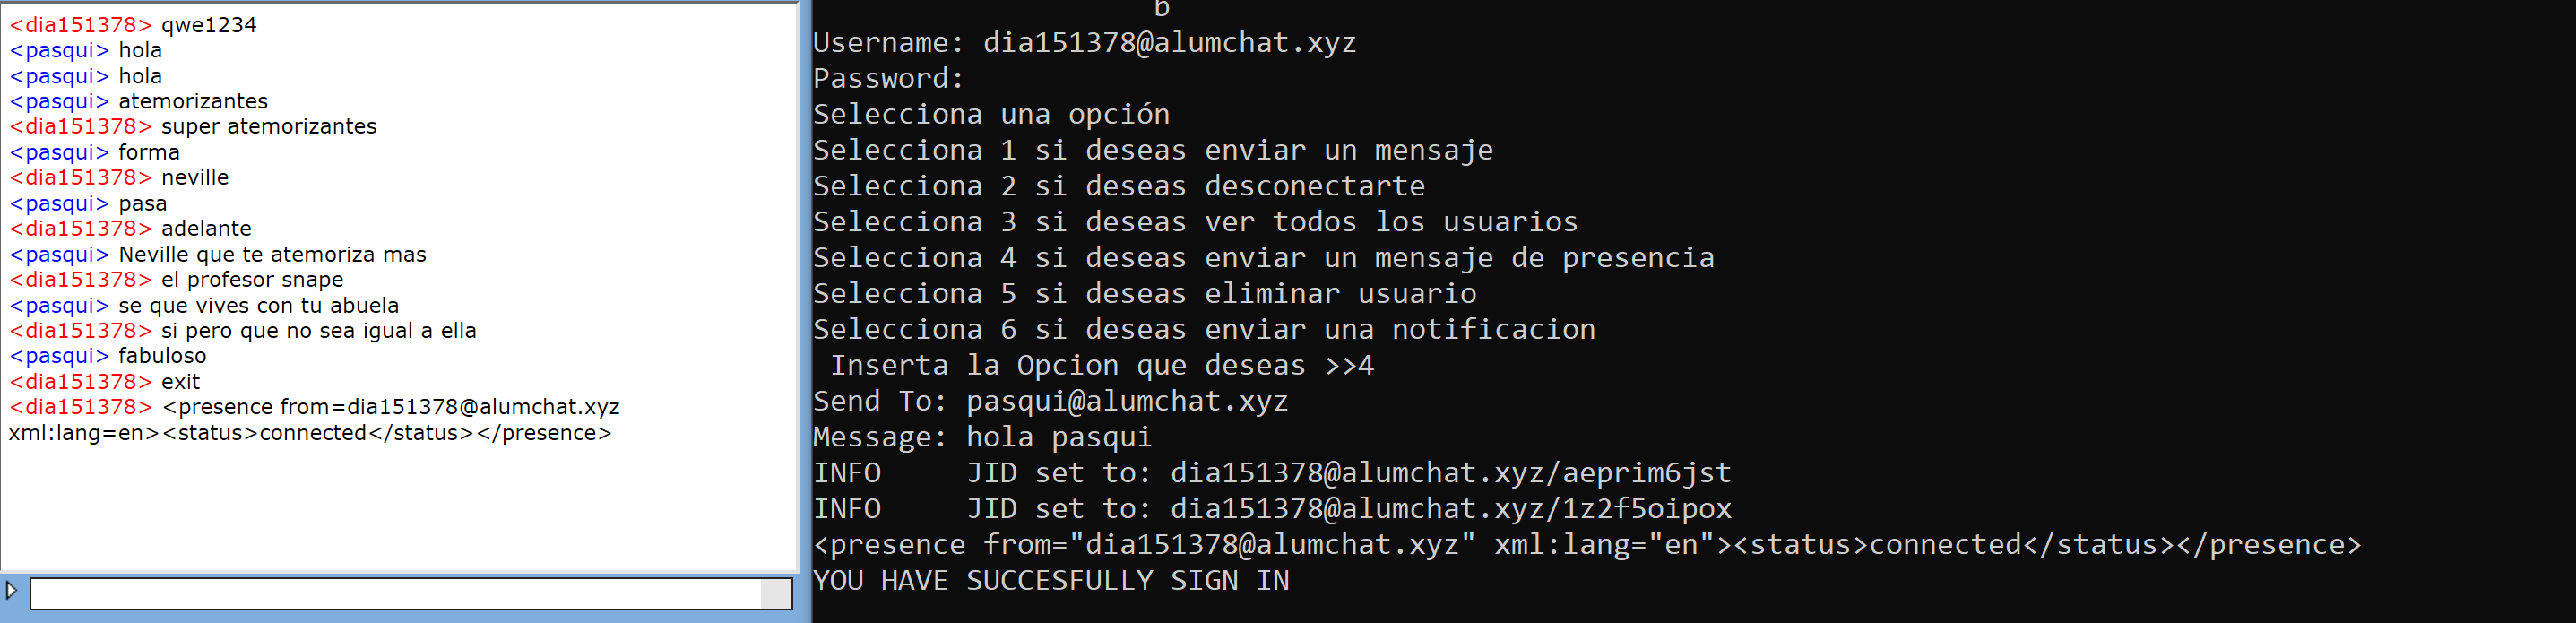 <dia151378> qwe1234
<pasqui> hola
<pasqui> hola
<pasqui> atemorizantes
<dia151378> super atemorizantes
<pasqui> forma
<dia151378> neville
<pasqui> pasa
<dia151378> adelante
<pasqui> Neville que te atemoriza mas
<dia151378> el profesor snape
<pasqui> se que vives con tu abuela
<dia151378> si pero que no sea igual a ella
<pasqui> fabuloso
<dia151378> exit
<dia151378> <presence from=dia151378@alumchat.xyz
xml:lang=en><status>connected</status></presence>
b
Username: dia151378@alumchat.xyz
Password:
Selecciona una opción
Selecciona 1 si deseas enviar un mensaje
Selecciona 2 si deseas desconectarte
Selecciona 3 si deseas ver todos los usuarios
Selecciona 4 si deseas enviar un mensaje de presencia
Selecciona 5 si deseas eliminar usuario
Selecciona 6 si deseas enviar una notificacion
Inserta la Opcion que deseas >>4
Send To: pasqui@alumchat.xyz
Message: hola pasqui
INFO     JID set to: dia151378@alumchat.xyz/aeprim6jst
INFO     JID set to: dia151378@alumchat.xyz/1z2f5oipox
<presence from="dia151378@alumchat.xyz" xml:lang="en"><status>connected</status></presence>
YOU HAVE SUCCESFULLY SIGN IN